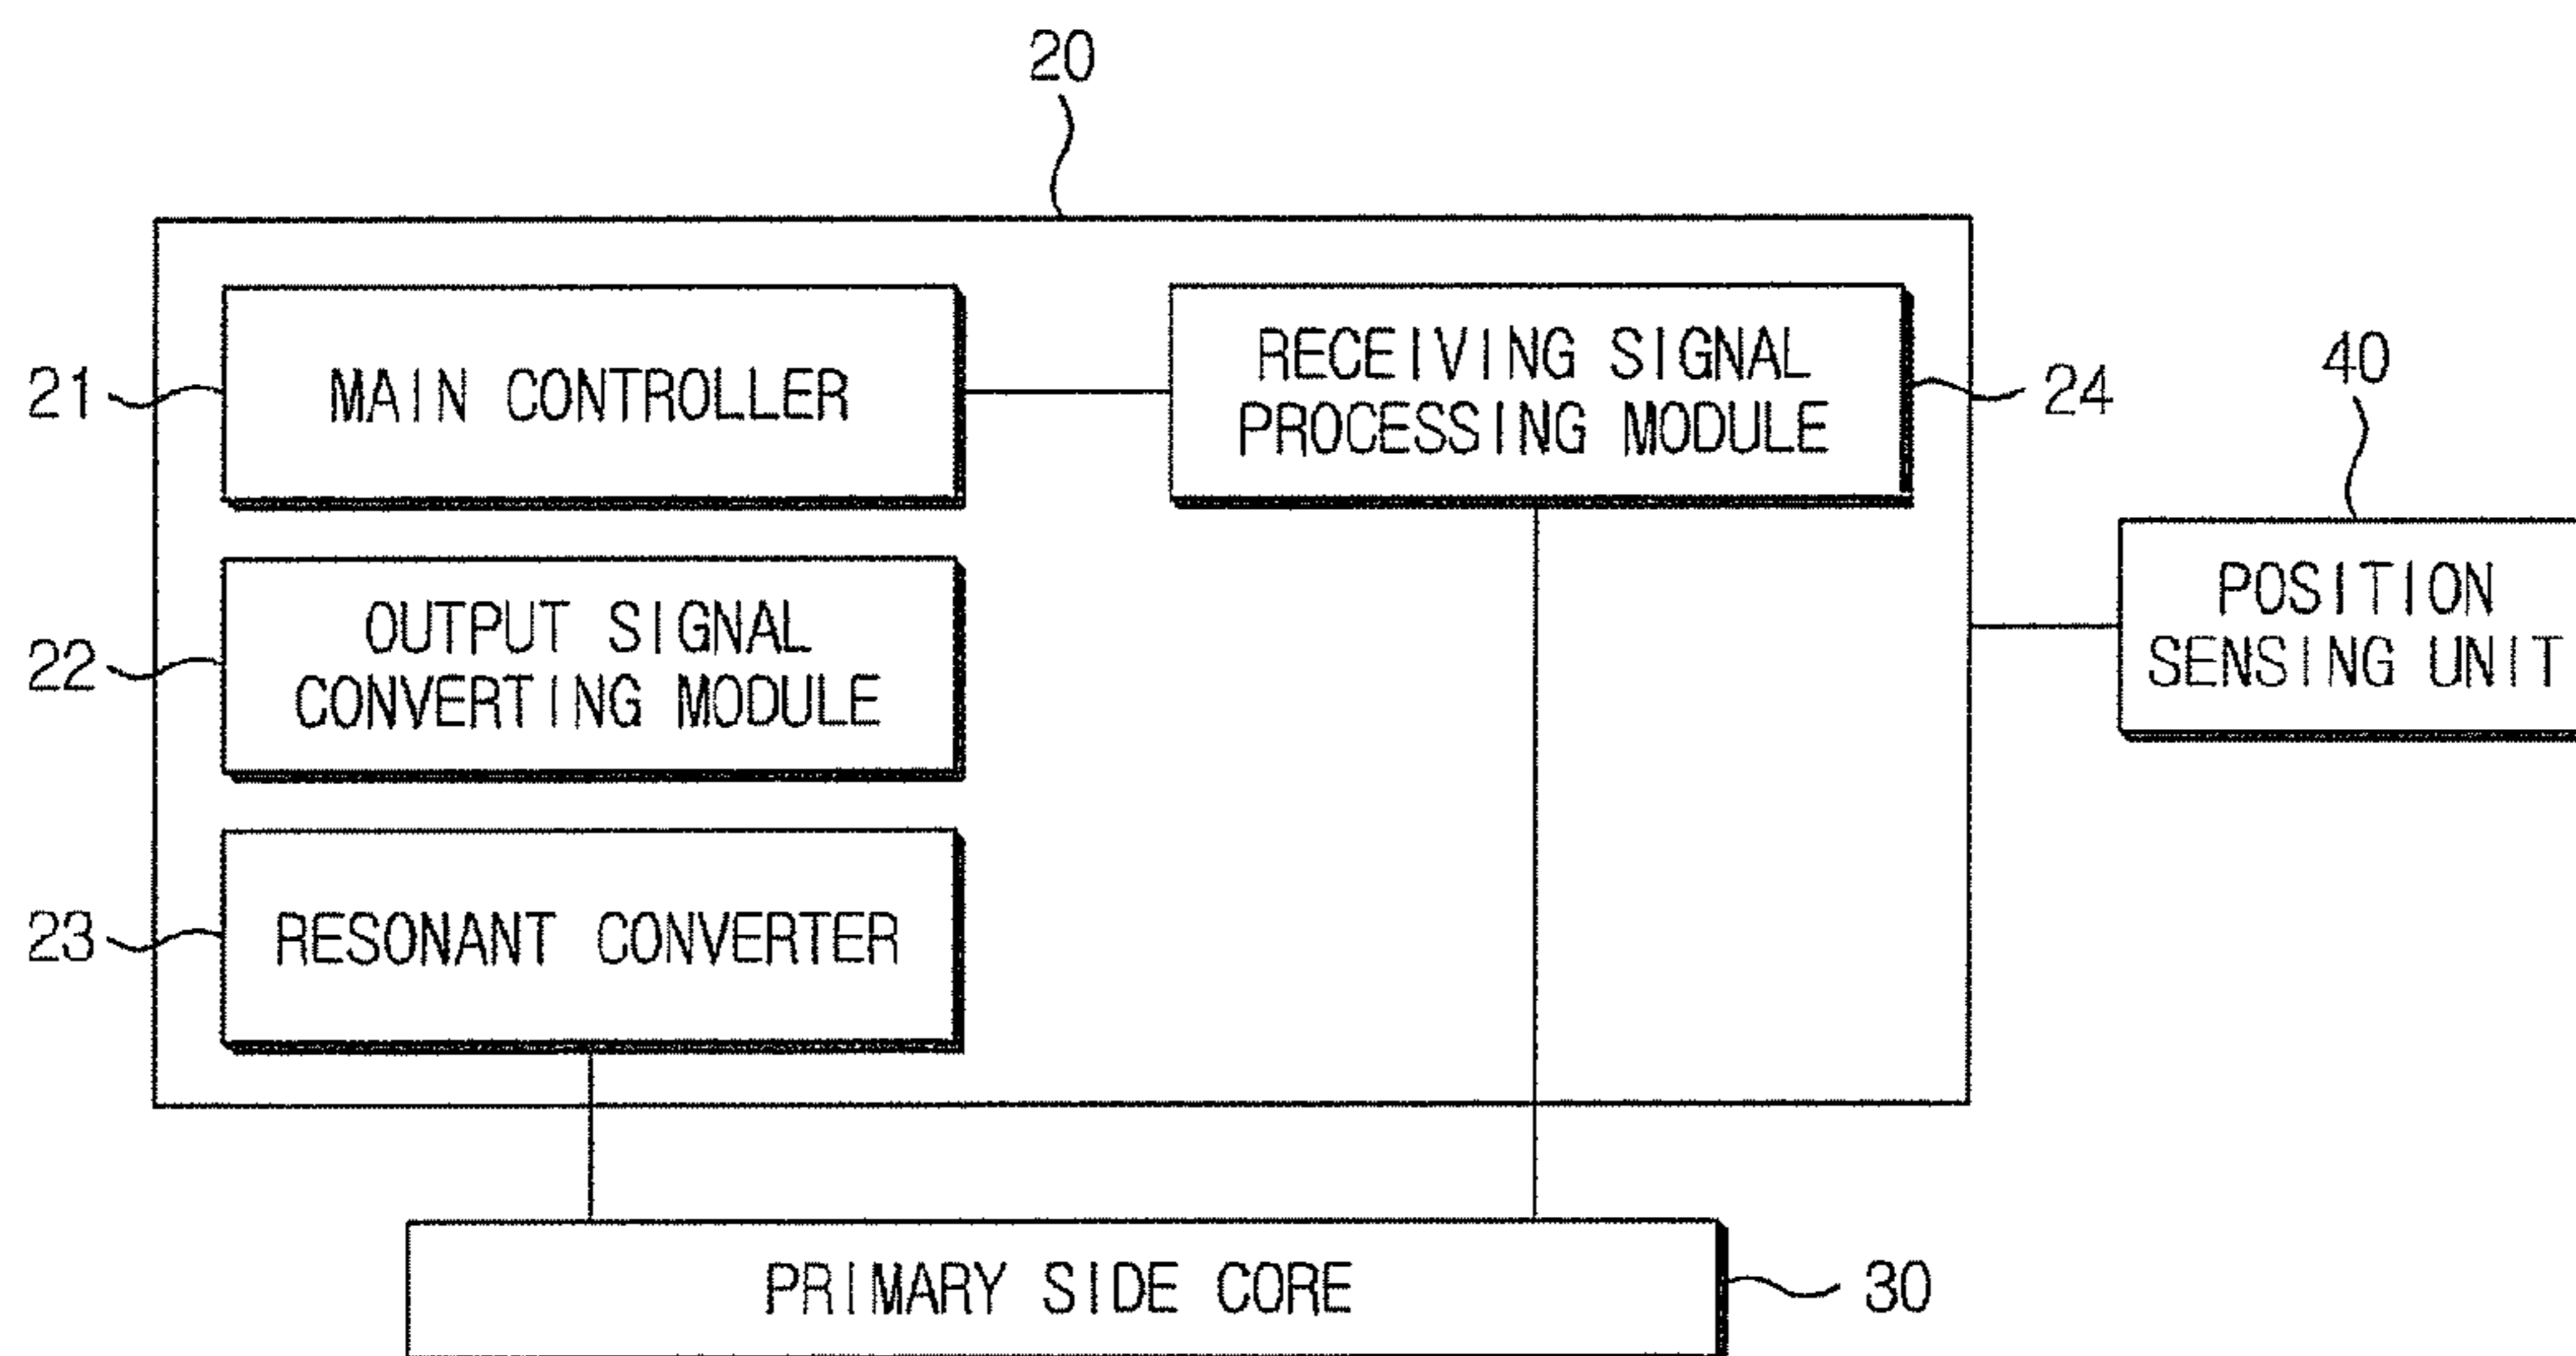 20
21
MAIN CONTROLLER
RECEIVING SIGNAL
PROCESSING MODULE
24
40
22
OUTPUT SIGNAL
CONVERTING MODULE
POSITION
SENSING UNIT
23
RESONANT CONVERTER
PRIMARY SIDE CORE
30